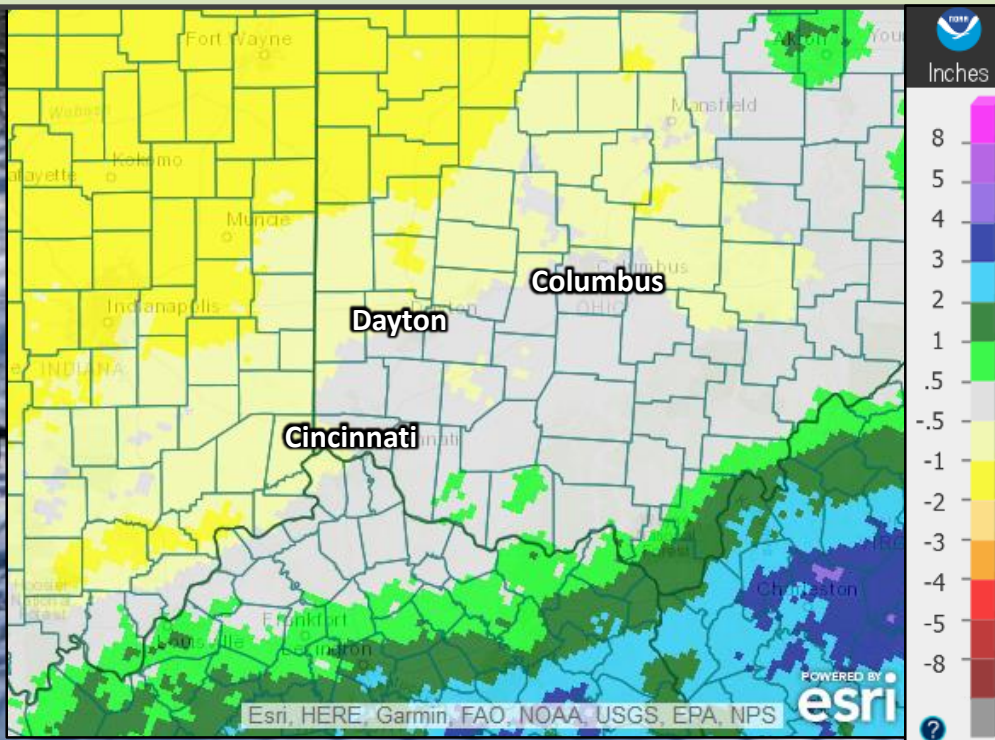 Fort Wayne
Akron
NOAA
Inches
Mansfield
Kokomo
Muncie
Columbus
Columbus
OHIO
Indianapolis
Dayton
INDIANA
Cincinnati
Frankfort
Louisville
Lexington
Charleston
8
5
4
3
2
1
.5
-.5
-1
-2
-3
-4
-5
-8
POWERED BY
esri
Esri, HERE, Garmin, FAO, NOAA, USGS, EPA, NPS
?